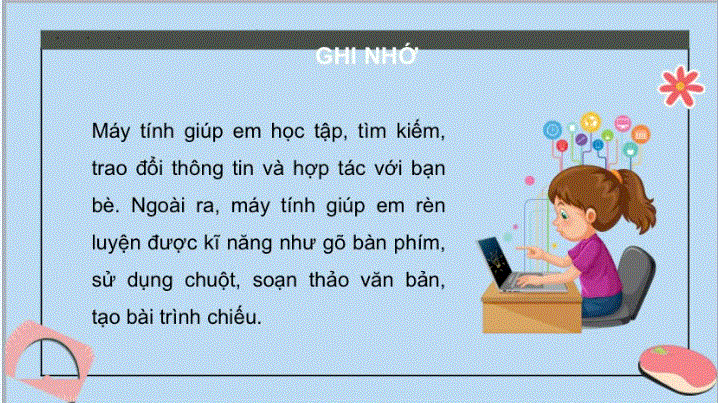 GHI NHỚ
Máy tính giúp em học tập, tìm kiếm,
trao đổi thông tin và hợp tác với bạn
bè. Ngoài ra, máy tính giúp em rèn
luyện được kĩ năng như gõ bàn phím,
sử dụng chuột, soạn thảo văn bản,
tạo bài trình chiếu.